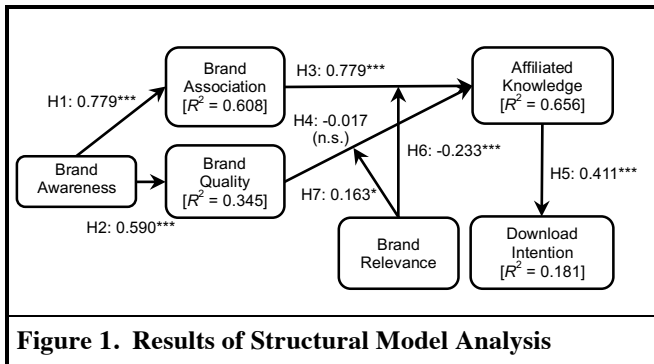 Brand
Association
[R² = 0.608]
H3: 0.779***
Affiliated
Knowledge
[R² = 0.656]
H1: 0.779***
H4: -0.017
(n.s.)
Brand
Awareness
Brand
Quality
[R² = 0.345]
H6: -0.233***
H5: 0.411***
H7: 0.163*
H2: 0.590***
Brand
Relevance
Download
Intention
[R² = 0.181]
Figure 1. Results of Structural Model Analysis